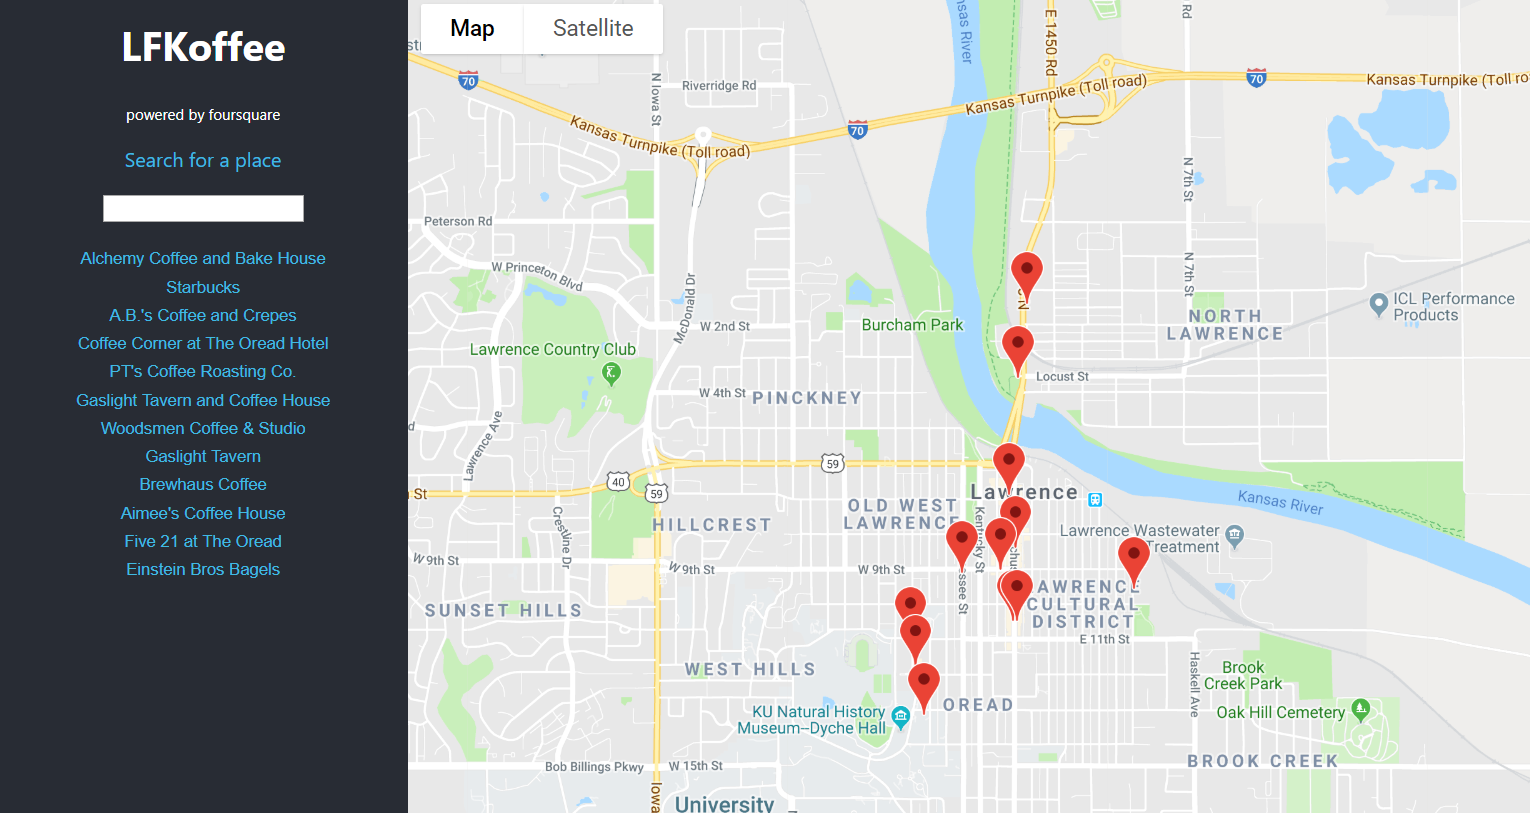 LFKoffee
powered by foursquare
Search for a place
Alchemy Coffee and Bake House
Starbucks
A.B.'s Coffee and Crepes
Coffee Corner at The Oread Hotel
PT's Coffee Roasting Co.
Gaslight Tavern and Coffee House
Woodsmen Coffee & Studio
Gaslight Tavern
Brewhaus Coffee
Aimee's Coffee House
Five 21 at The Oread
Einstein Bros Bagels
Map
Satellite
Kansas River
E 1450 Rd
Rd
70
70
70
Kansas Turnpike (Toll ro
Kansas Turnpike (Toll road)
Kansas Turnpike (Toll road)
N Iowa St
Riverridge Rd
N 7th St
Peterson Rd
W Princeton Blvd
N 7th St
McDonald Dr
W 2nd St
Burcham Park
N
ICL Performance
Products
NORTH
LAWRENCE
Lawrence Country Club
Locust St
W 4th St
PINCKNEY
Lawrence Ave
59
40
59
St
Lawrence
Kansas River
OLD WEST
LAWRENCE
Kentucky St
HILLCREST
Crestline Dr
Lawrence Wastewater
Treatment
W 9th St
W 9th St
W 9th St
SUNSET HILLS
LAWRENCE
CULTURAL
DISTRICT
E 11th St
WEST HILLS
Haskell Ave
Brook
Creek Park
OREAD
KU Natural History
Museum--Dyche Hall
Oak Hill Cemetery
BROOK CREEK
Bob Billings Pkwy
W 15th St
Iowa
University